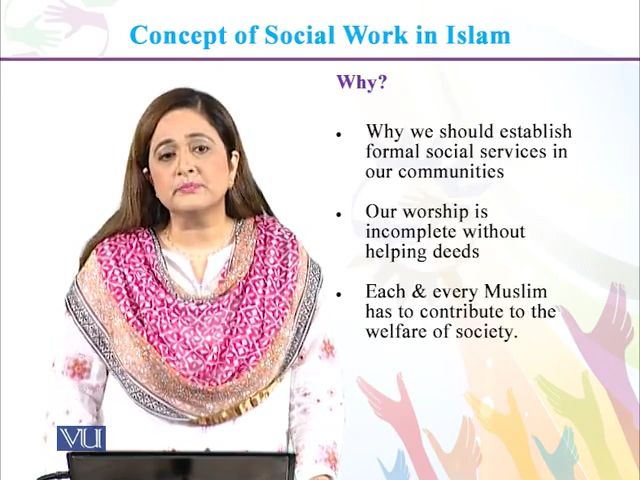 Concept of Social Work in Islam
Why?
• Why we should establish
formal social services in
our communities
• Our worship is
incomplete without
helping deeds
• Each & every Muslim
has to contribute to the
welfare of society.
VU